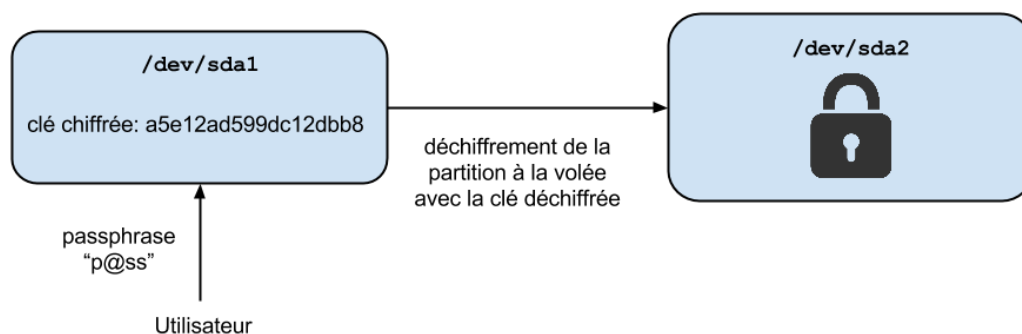 /dev/sda1
clé chiffrée: a5e12ad599dc12dbb8
/dev/sda2
déchiffrement de la
partition à la volée
avec la clé déchiffrée
passphrase
“p@ss”
Utilisateur